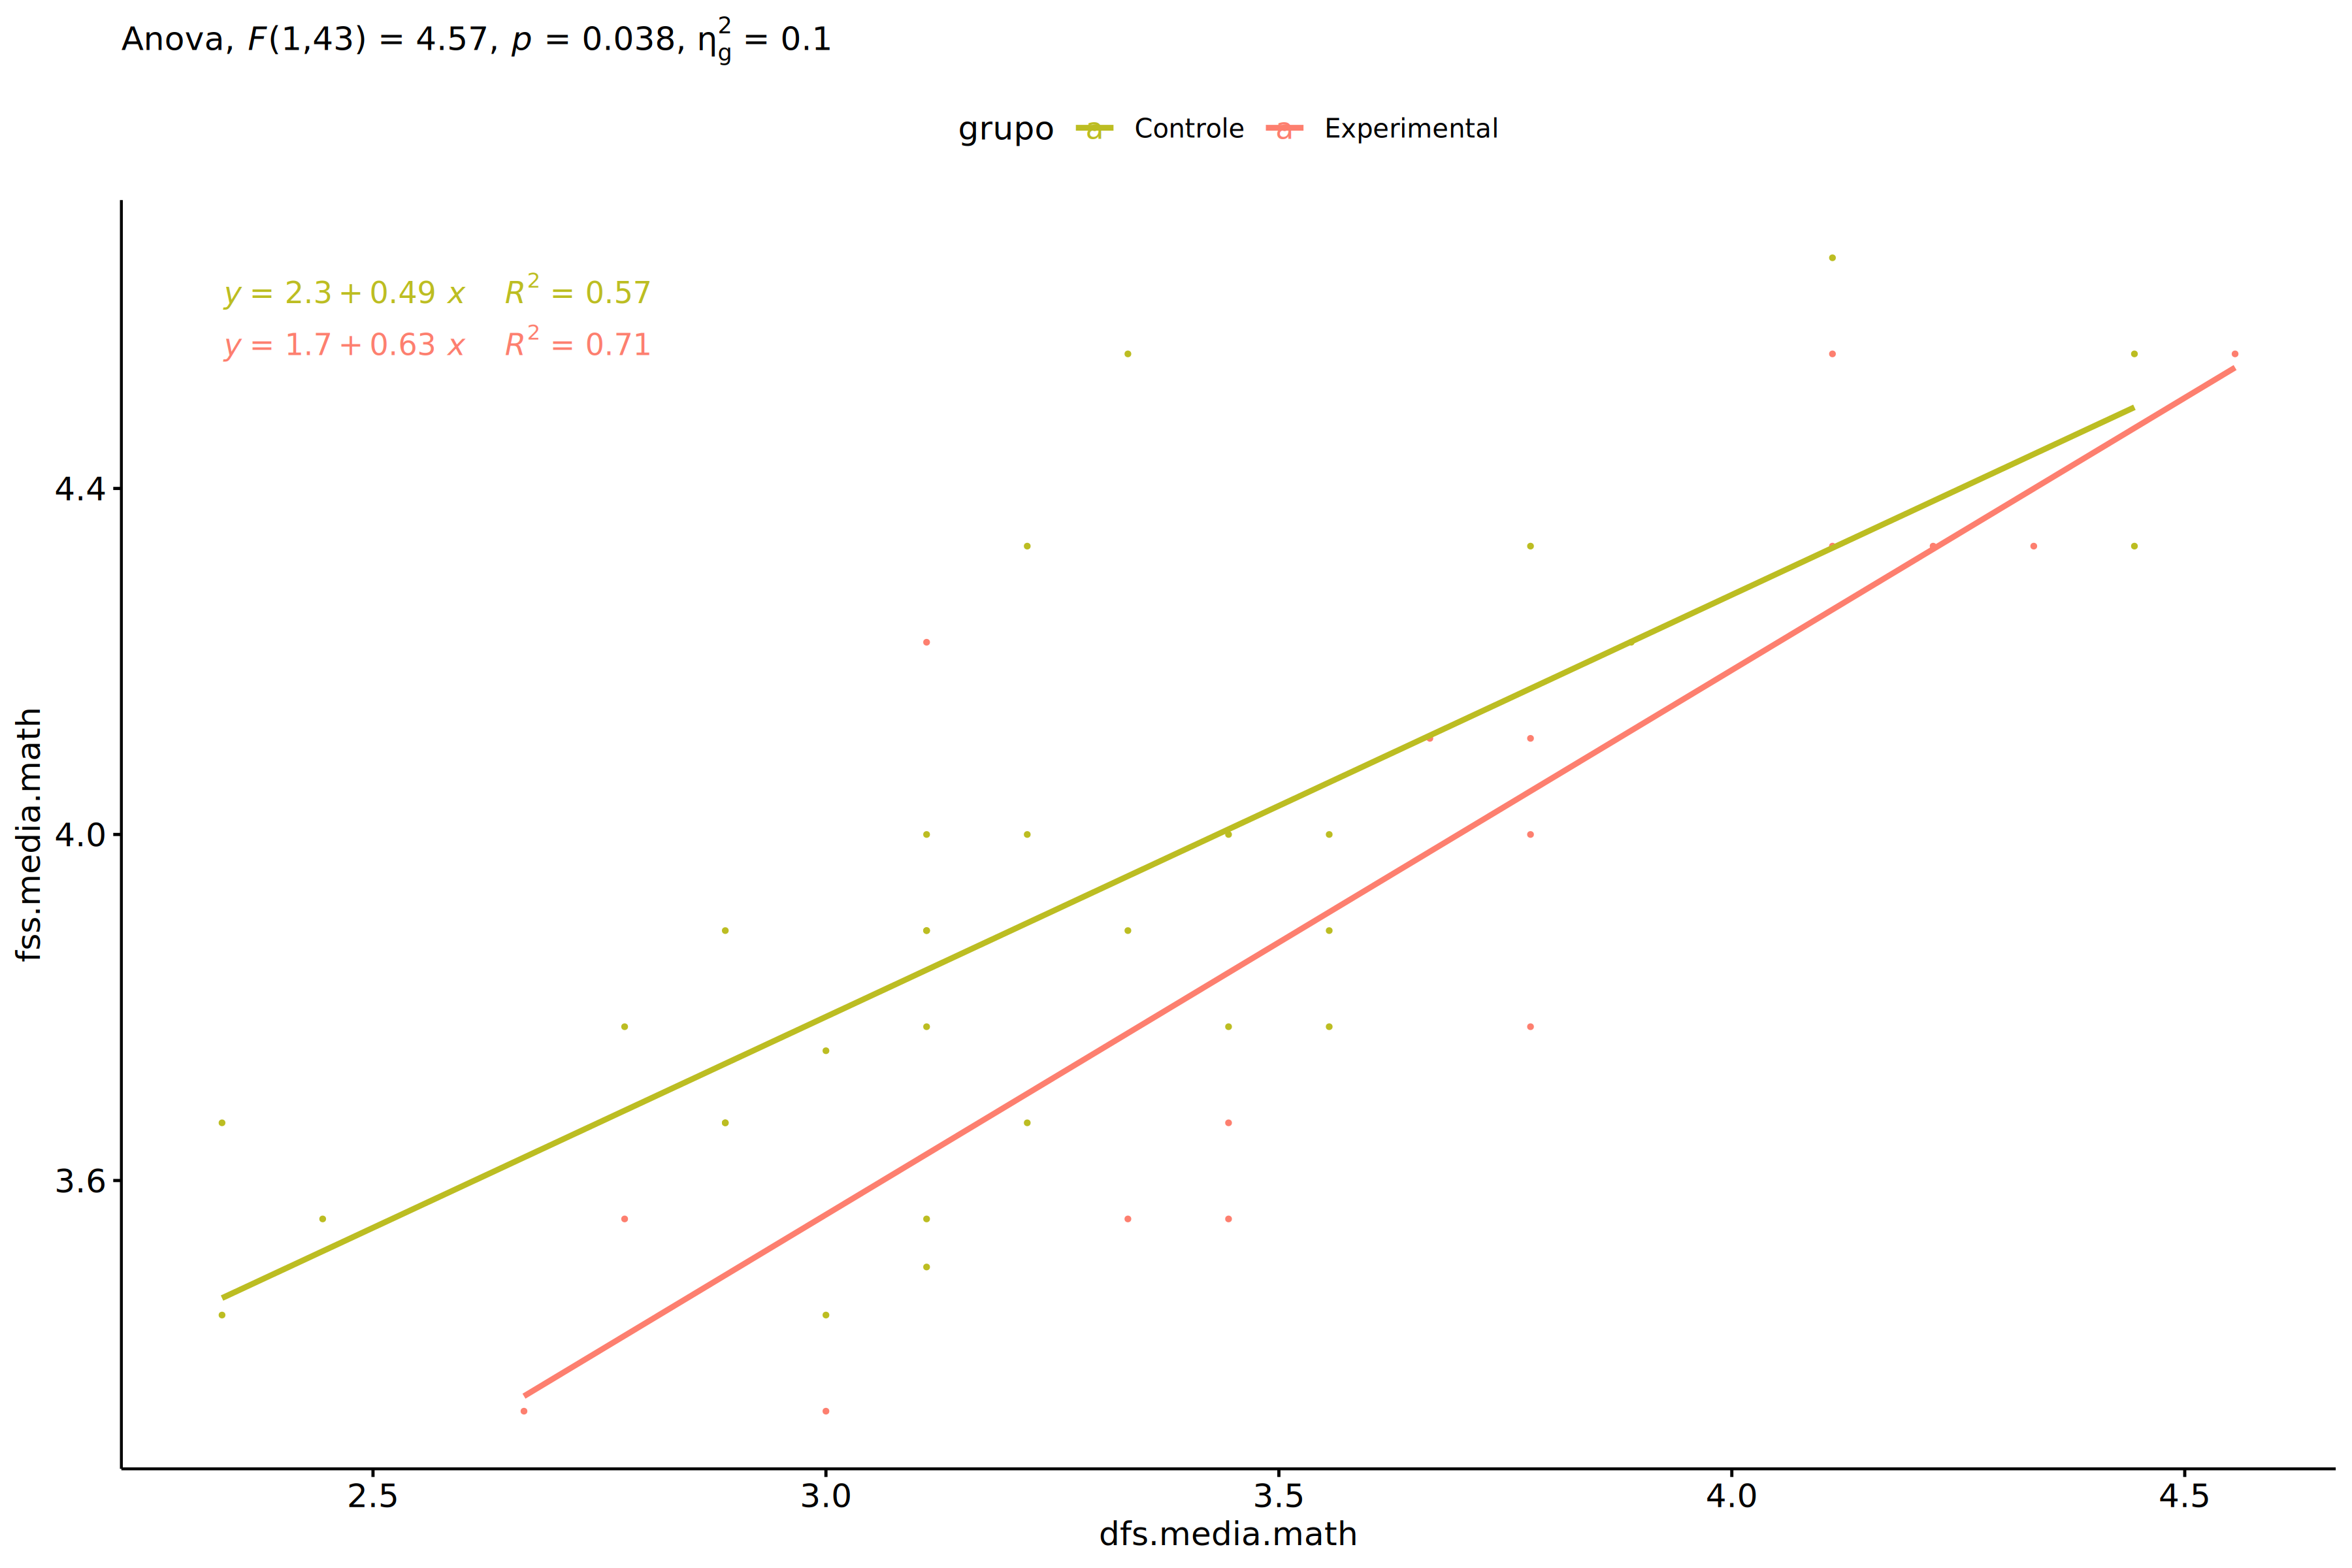 Anova, F(1,43) = 4.57, p = 0.038, η²g = 0.1
grupo a Controle a Experimental
y = 2.3 + 0.49 x R² = 0.57
y = 1.7 + 0.63 x R² = 0.71
4.4
4.0
3.6
fss.media.math
2.5 3.0 3.5 4.0 4.5
dfs.media.math